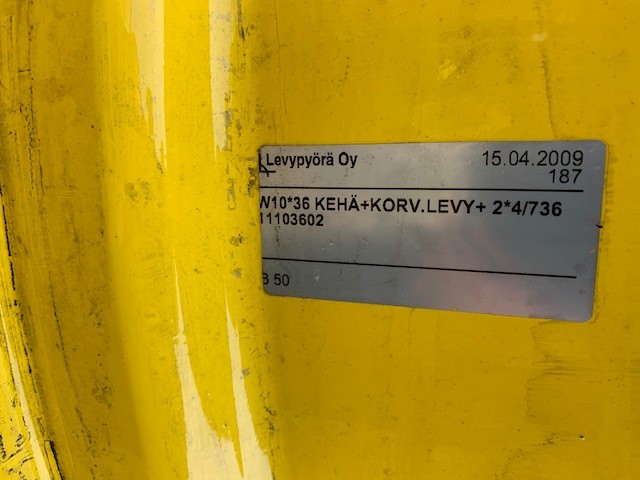 Levypyörä Oy 15.04.2009
187
W10*36 KEHÄ+KORV.LEVY+ 2*4/736
11103602
B 50